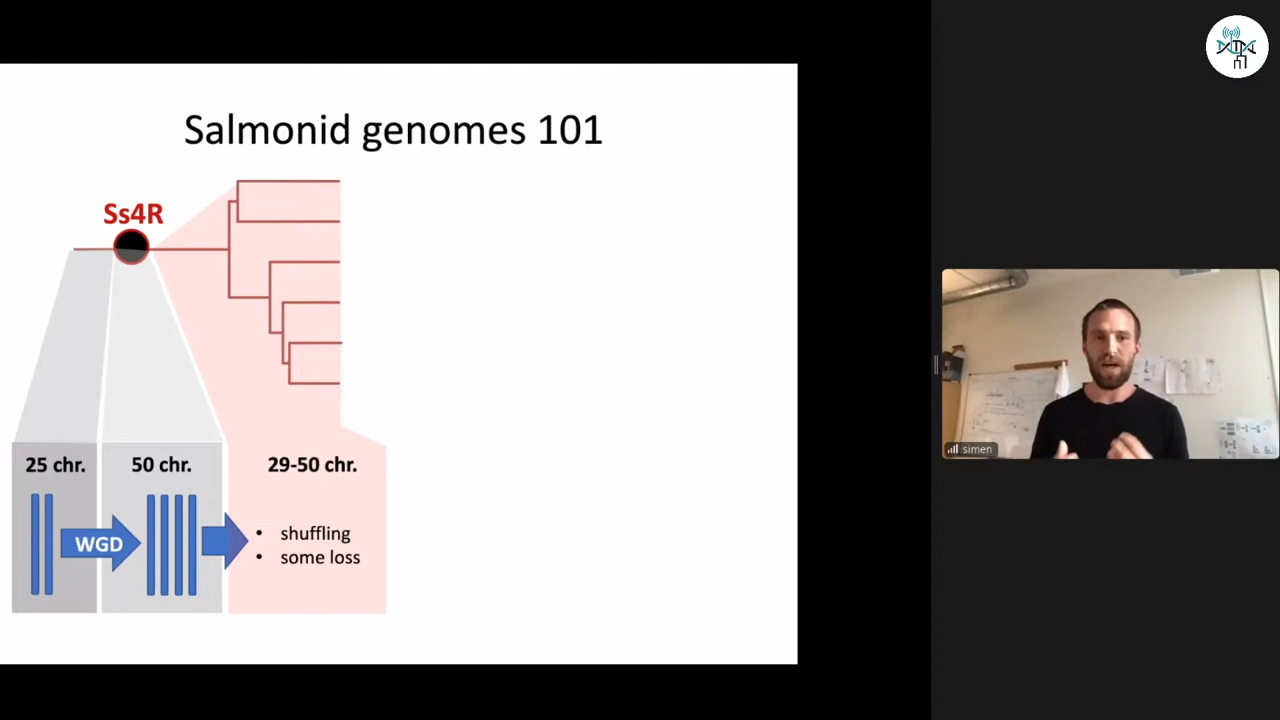 Salmonid genomes 101
Ss4R
25 chr.
50 chr.
29-50 chr.
WGD
• shuffling
• some loss
simen